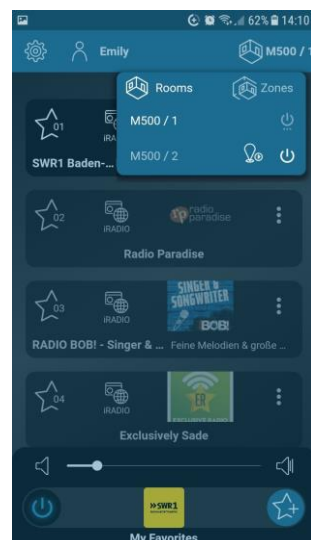 62% 14:10
Emily
M500 / 1
Rooms
Zones
01
iRA
M500 / 1
SWR1 Baden-...
M500 / 2
02
iRADIO
radio
paradise
Radio Paradise
03
iRADIO
SINGER &
SONGWRITER
BOB!
RADIO BOB! - Singer & ...
Feine Melodien & große ...
04
iRADIO
ER
EXCLUSIVELY RADIO
Exclusively Sade
SWR1
My Favorites